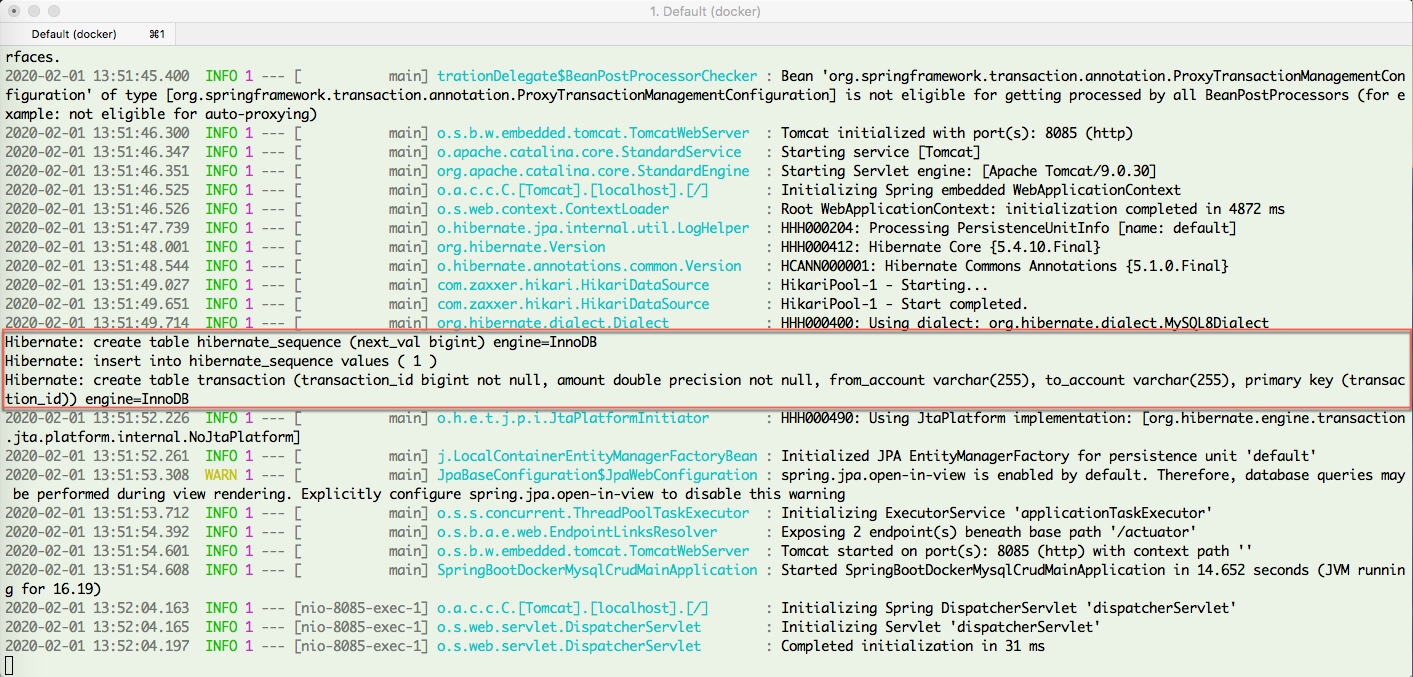 1. Default (docker)
Default (docker) ⌘1
rfaces.
2020-02-01 13:51:45.400  INFO 1 --- [           main] trationDelegate$BeanPostProcessorChecker : Bean 'org.springframework.transaction.annotation.ProxyTransactionManagementCon
figuration' of type [org.springframework.transaction.annotation.ProxyTransactionManagementConfiguration] is not eligible for getting processed by all BeanPostProcessors (for e
xample: not eligible for auto-proxying)
2020-02-01 13:51:46.300  INFO 1 --- [           main] o.s.b.w.embedded.tomcat.TomcatWebServer  : Tomcat initialized with port(s): 8085 (http)
2020-02-01 13:51:46.347  INFO 1 --- [           main] o.apache.catalina.core.StandardService   : Starting service [Tomcat]
2020-02-01 13:51:46.351  INFO 1 --- [           main] org.apache.catalina.core.StandardEngine  : Starting Servlet engine: [Apache Tomcat/9.0.30]
2020-02-01 13:51:46.525  INFO 1 --- [           main] o.a.c.c.C.[Tomcat].[localhost].[/]       : Initializing Spring embedded WebApplicationContext
2020-02-01 13:51:46.526  INFO 1 --- [           main] o.s.web.context.ContextLoader            : Root WebApplicationContext: initialization completed in 4872 ms
2020-02-01 13:51:47.739  INFO 1 --- [           main] o.hibernate.jpa.internal.util.LogHelper  : HHH000204: Processing PersistenceUnitInfo [name: default]
2020-02-01 13:51:48.001  INFO 1 --- [           main] org.hibernate.Version                    : HHH000412: Hibernate Core {5.4.10.Final}
2020-02-01 13:51:48.544  INFO 1 --- [           main] o.hibernate.annotations.common.Version   : HCANN000001: Hibernate Commons Annotations {5.1.0.Final}
2020-02-01 13:51:49.027  INFO 1 --- [           main] com.zaxxer.hikari.HikariDataSource       : HikariPool-1 - Starting...
2020-02-01 13:51:49.651  INFO 1 --- [           main] com.zaxxer.hikari.HikariDataSource       : HikariPool-1 - Start completed.
2020-02-01 13:51:49.714  INFO 1 --- [           main] org.hibernate.dialect.Dialect            : HHH000400: Using dialect: org.hibernate.dialect.MySQL8Dialect
Hibernate: create table hibernate_sequence (next_val bigint) engine=InnoDB
Hibernate: insert into hibernate_sequence values ( 1 )
Hibernate: create table transaction (transaction_id bigint not null, amount double precision not null, from_account varchar(255), to_account varchar(255), primary key (transac
tion_id)) engine=InnoDB
2020-02-01 13:51:52.226  INFO 1 --- [           main] o.h.e.t.j.p.i.JtaPlatformInitiator       : HHH000490: Using JtaPlatform implementation: [org.hibernate.engine.transaction
.jta.platform.internal.NoJtaPlatform]
2020-02-01 13:51:52.261  INFO 1 --- [           main] j.LocalContainerEntityManagerFactoryBean : Initialized JPA EntityManagerFactory for persistence unit 'default'
2020-02-01 13:51:53.308  WARN 1 --- [           main] JpaBaseConfiguration$JpaWebConfiguration : spring.jpa.open-in-view is enabled by default. Therefore, database queries may
 be performed during view rendering. Explicitly configure spring.jpa.open-in-view to disable this warning
2020-02-01 13:51:53.712  INFO 1 --- [           main] o.s.s.concurrent.ThreadPoolTaskExecutor  : Initializing ExecutorService 'applicationTaskExecutor'
2020-02-01 13:51:54.392  INFO 1 --- [           main] o.s.b.a.e.web.EndpointLinksResolver      : Exposing 2 endpoint(s) beneath base path '/actuator'
2020-02-01 13:51:54.601  INFO 1 --- [           main] o.s.b.w.embedded.tomcat.TomcatWebServer  : Tomcat started on port(s): 8085 (http) with context path ''
2020-02-01 13:51:54.608  INFO 1 --- [           main] SpringBootDockerMysqlCrudMainApplication : Started SpringBootDockerMysqlCrudMainApplication in 14.652 seconds (JVM runnin
g for 16.19)
2020-02-01 13:52:04.163  INFO 1 --- [nio-8085-exec-1] o.a.c.c.C.[Tomcat].[localhost].[/]       : Initializing Spring DispatcherServlet 'dispatcherServlet'
2020-02-01 13:52:04.165  INFO 1 --- [nio-8085-exec-1] o.s.web.servlet.DispatcherServlet        : Initializing Servlet 'dispatcherServlet'
2020-02-01 13:52:04.197  INFO 1 --- [nio-8085-exec-1] o.s.web.servlet.DispatcherServlet        : Completed initialization in 31 ms